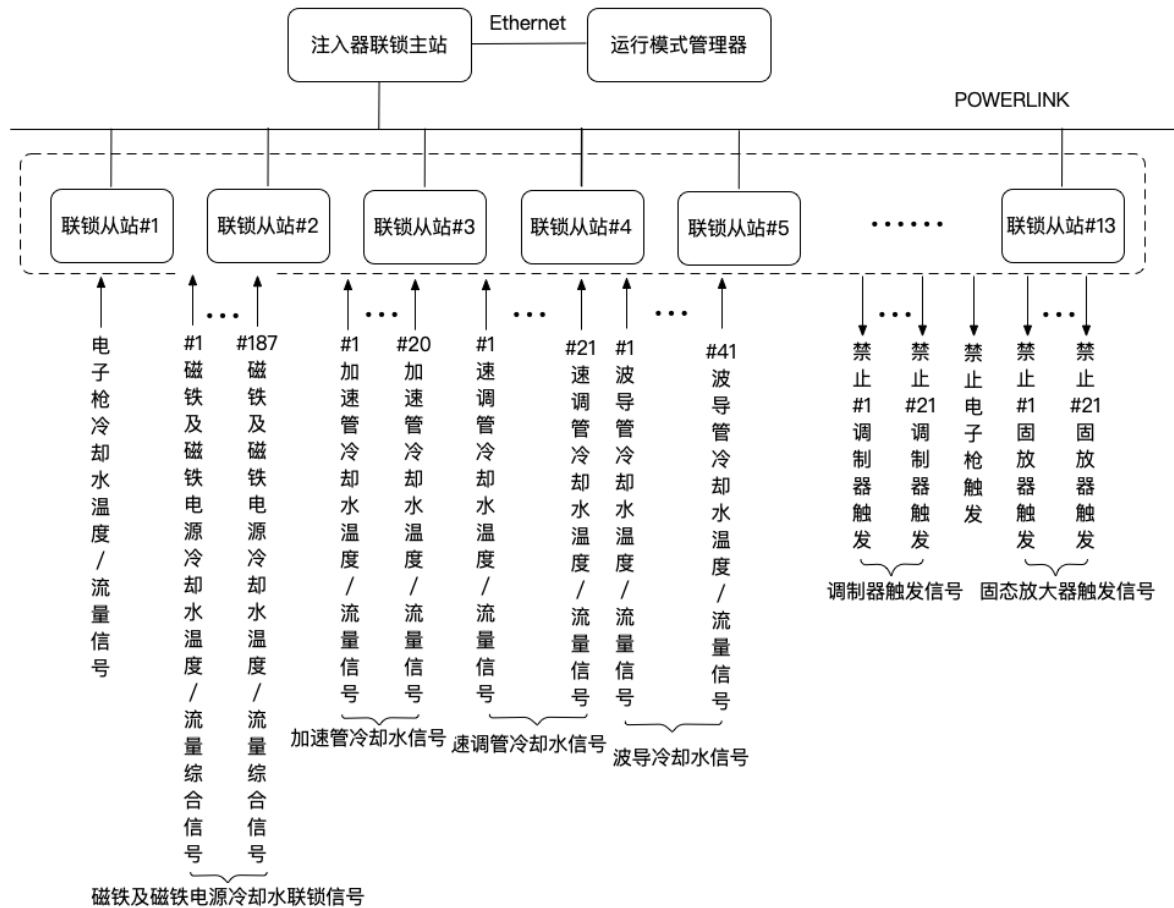 Ethernet
注入器联锁主站
运行模式管理器
POWERLINK
联锁从站#1
联锁从站#2
联锁从站#3
联锁从站#4
联锁从站#5
······
联锁从站#13
电子枪冷却水温度/流量信号
#1磁铁及磁铁电源冷却水温度/流量综合信号
···
#187磁铁及磁铁电源冷却水温度/流量综合信号
#1加速管冷却水温度/流量信号
···
#20加速管冷却水温度/流量信号
#1速调管冷却水温度/流量信号
···
#21速调管冷却水温度/流量信号
#1波导管冷却水温度/流量信号
···
#41波导管冷却水温度/流量信号
禁止#1调制器触发
···
禁止#21调制器触发
禁止电子枪触发
禁止#1固放器触发
···
禁止#21固放器触发
调制器触发信号
固态放大器触发信号
加速管冷却水信号
速调管冷却水信号
波导冷却水信号
磁铁及磁铁电源冷却水联锁信号